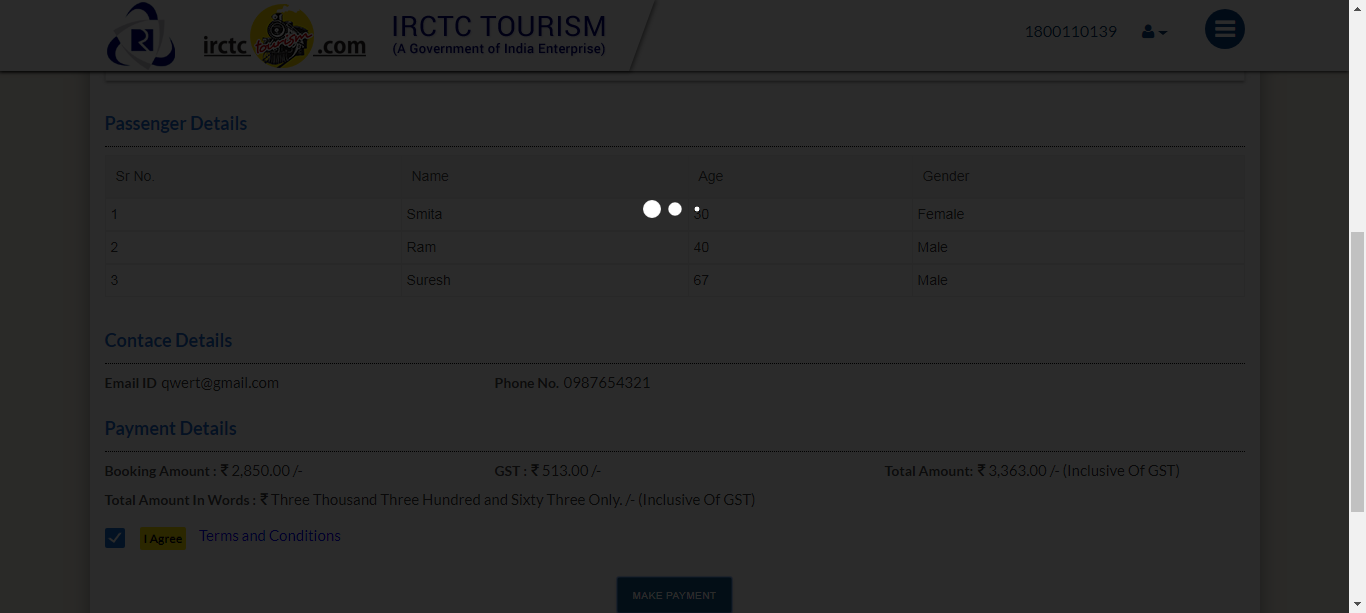 IRCTC TOURISM
irctc tourism .com
(A Government of India Enterprise)
1800110139
Passenger Details
Sr No. Name Age Gender
1 Smita 30 Female
2 Ram 40 Male
3 Suresh 67 Male
Contace Details
Email ID qwert@gmail.com Phone No. 0987654321
Payment Details
Booking Amount : ₹ 2,850.00 /- GST : ₹ 513.00 /- Total Amount: ₹ 3,363.00 /- (Inclusive Of GST)
Total Amount In Words : ₹ Three Thousand Three Hundred and Sixty Three Only. /- (Inclusive Of GST)
I Agree Terms and Conditions
MAKE PAYMENT